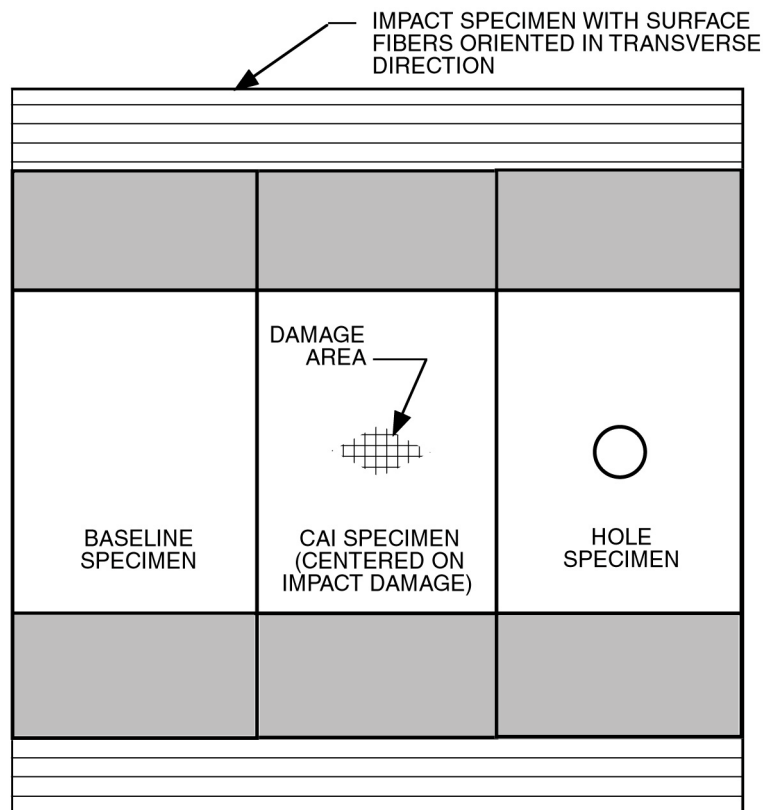 IMPACT SPECIMEN WITH SURFACE
FIBERS ORIENTED IN TRANSVERSE
DIRECTION
DAMAGE
AREA
BASELINE
SPECIMEN
CAI SPECIMEN
(CENTERED ON
IMPACT DAMAGE)
HOLE
SPECIMEN